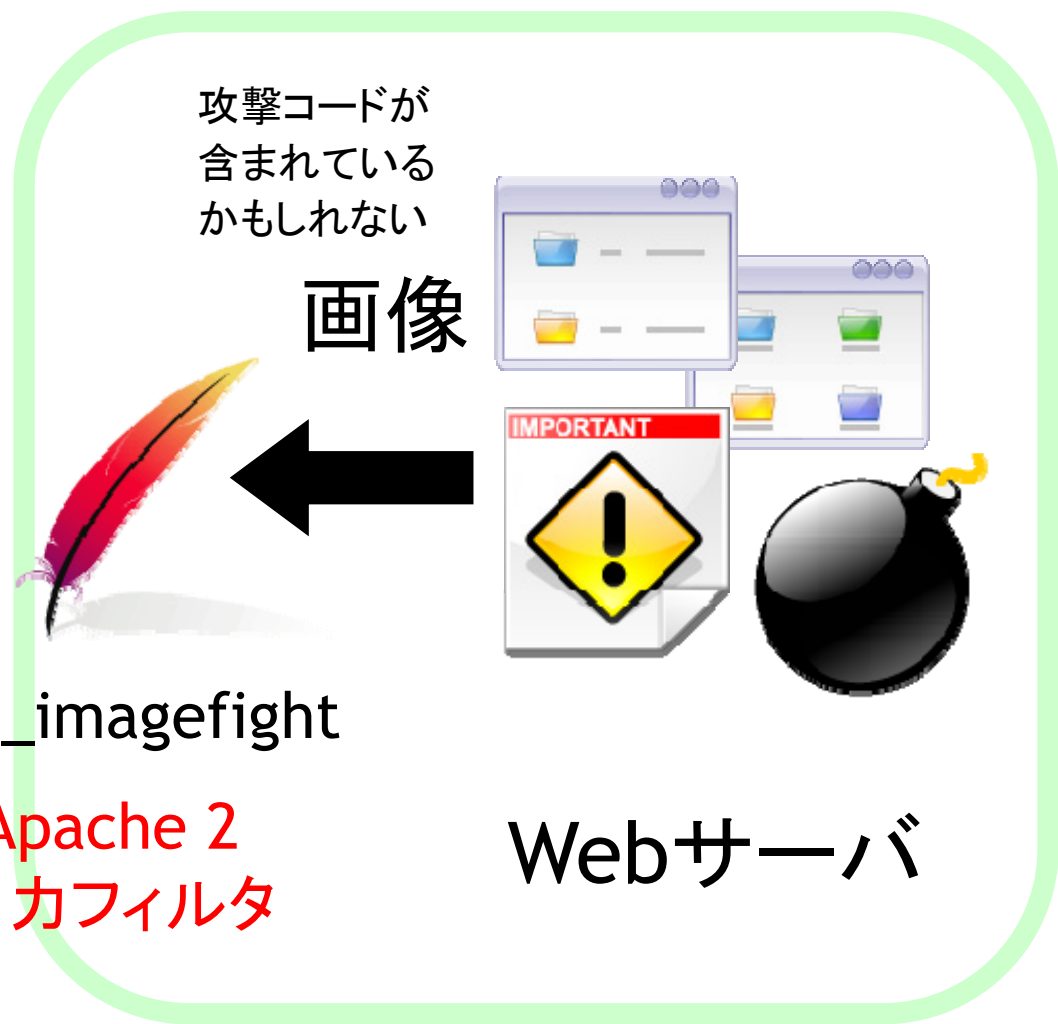 攻撃コードが
含まれている
かもしれない
画像
IMPORTANT
_imagefight
Apache 2
力フィルタ
Webサーバ